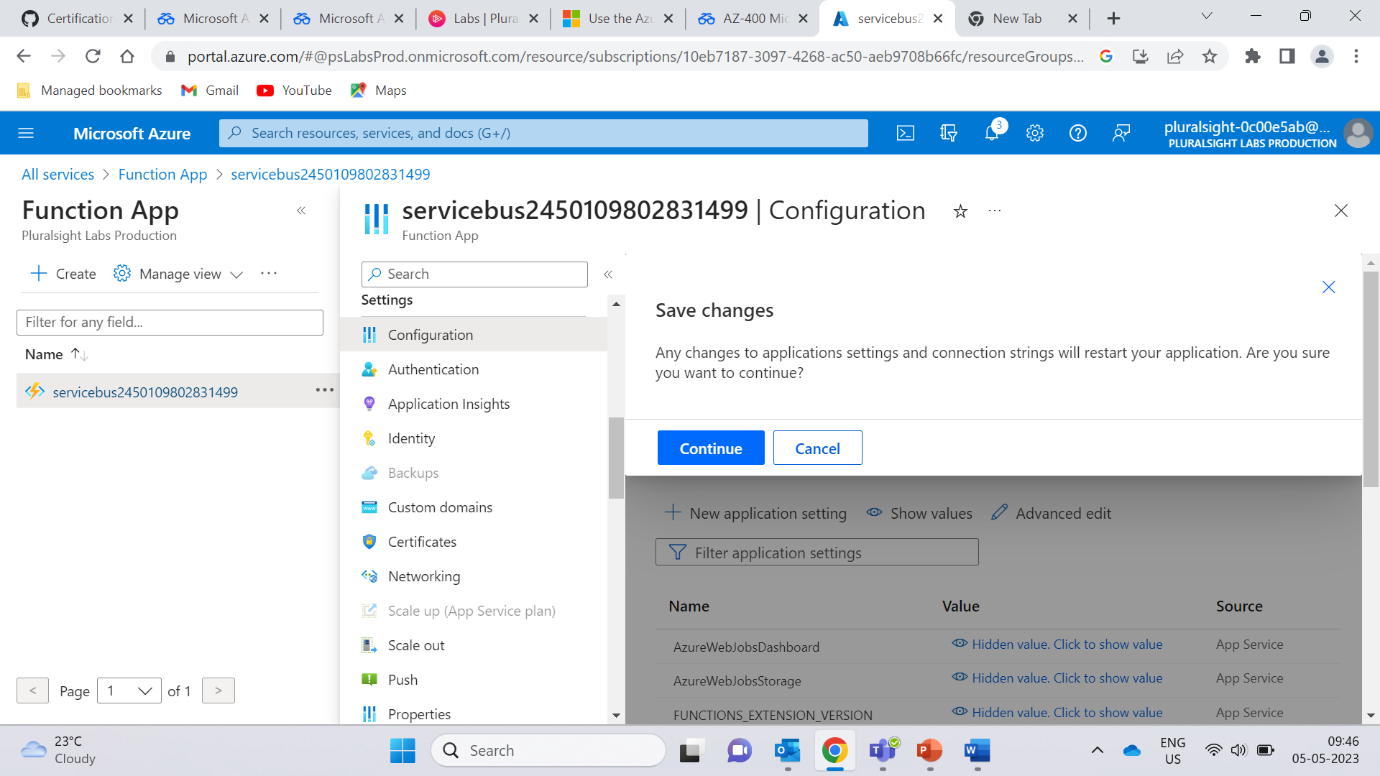 Certification
Microsoft A
Microsoft A
Labs | Plura
Use the Az
AZ-400 Mic
servicebus2
New Tab
portal.azure.com/#@psLabsProd.onmicrosoft.com/resource/subscriptions/10eb7187-3097-4268-ac50-aeb9708b66fc/resourceGroups...
Managed bookmarks
Gmail
YouTube
Maps
Microsoft Azure
Search resources, services, and docs (G+/)
3
pluralsight-0c00e5ab@...
PLURALSIGHT LABS PRODUCTION
All services > Function App > servicebus2450109802831499
Function App
Pluralsight Labs Production
Create
Manage view
Filter for any field...
Name
servicebus2450109802831499
< Page 1 of 1 >
servicebus2450109802831499 | Configuration
Function App
Search
Settings
Configuration
Authentication
Application Insights
Identity
Backups
Custom domains
Certificates
Networking
Scale up (App Service plan)
Scale out
Push
Properties
Save changes
Any changes to applications settings and connection strings will restart your application. Are you sure
you want to continue?
Continue
Cancel
New application setting
Show values
Advanced edit
Filter application settings
Name Value Source
AzureWebJobsDashboard Hidden value. Click to show value App Service
AzureWebJobsStorage Hidden value. Click to show value App Service
FUNCTIONS_EXTENSION_VERSION Hidden value. Click to show value App Service
23°C
Cloudy
Search
ENG
US
09:46
05-05-2023